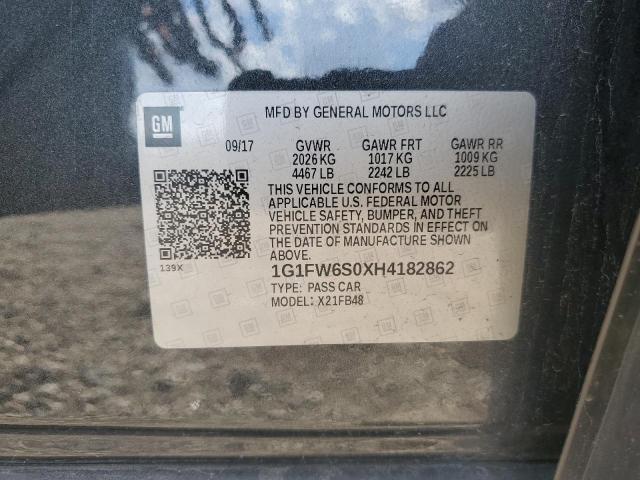 GM
MFD BY GENERAL MOTORS LLC
09/17 GVWR GAWR FRT GAWR RR
2026 KG 1017 KG 1009 KG
4467 LB 2242 LB 2225 LB
THIS VEHICLE CONFORMS TO ALL
APPLICABLE U.S. FEDERAL MOTOR
VEHICLE SAFETY, BUMPER, AND THEFT
PREVENTION STANDARDS IN EFFECT ON
THE DATE OF MANUFACTURE SHOWN
ABOVE.
139X
1G1FW6S0XH4182862
TYPE: PASS CAR
MODEL: X21FB48